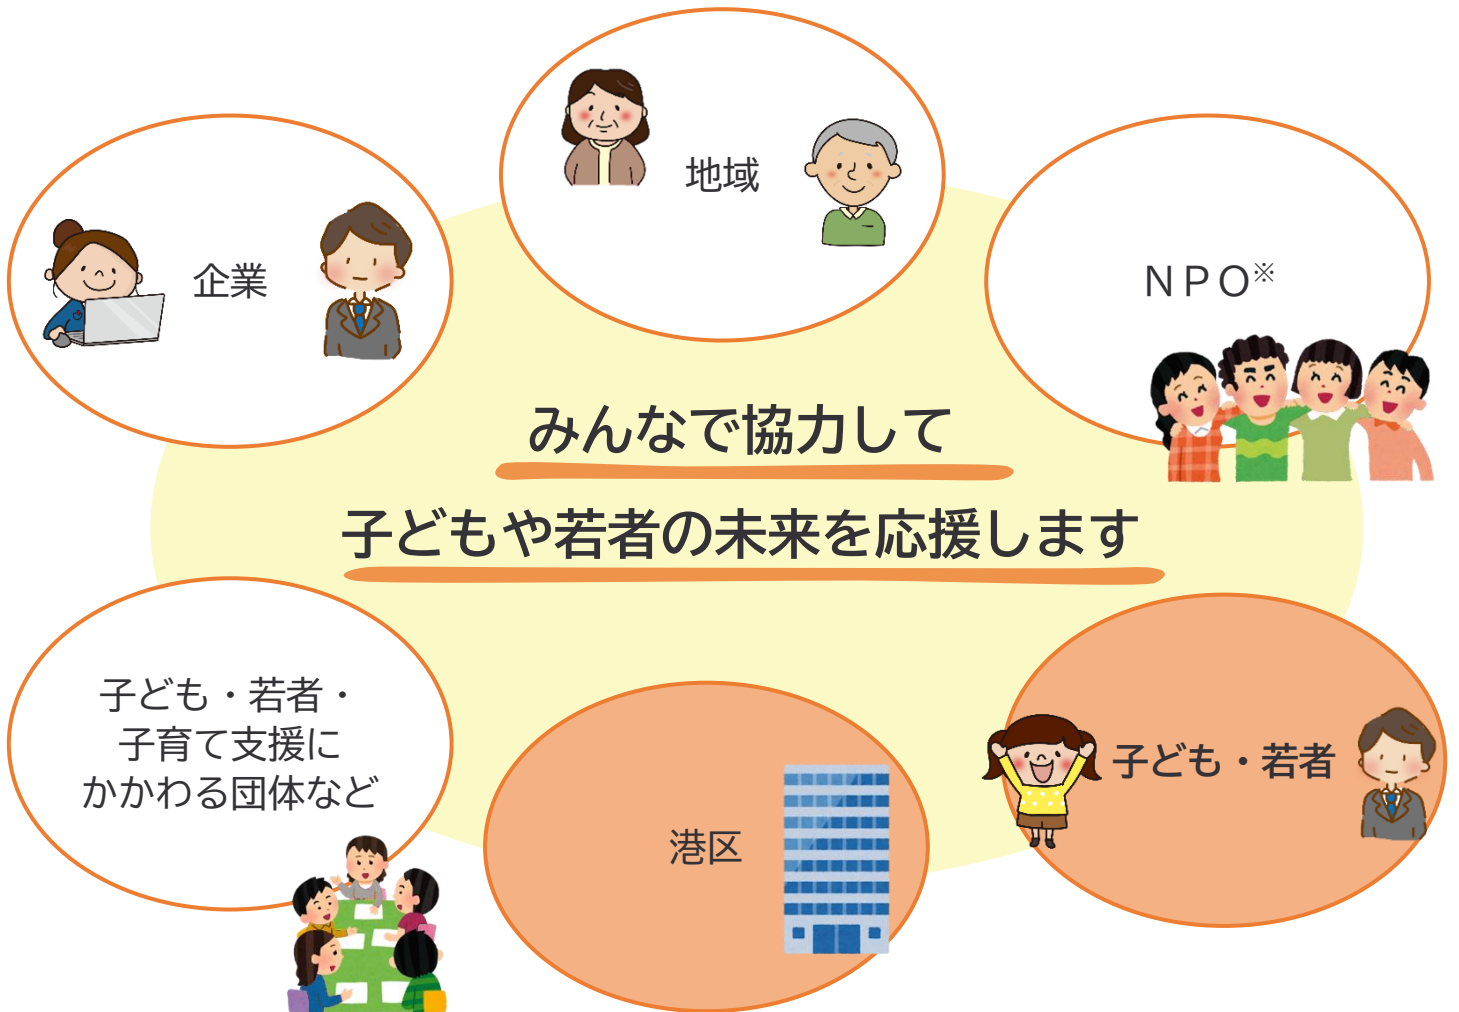 地域
企業
ＮＰＯ※
みんなで協力して
子どもや若者の未来を応援します
子ども・若者・
子育て支援に
かかわる団体など
港区
子ども・若者